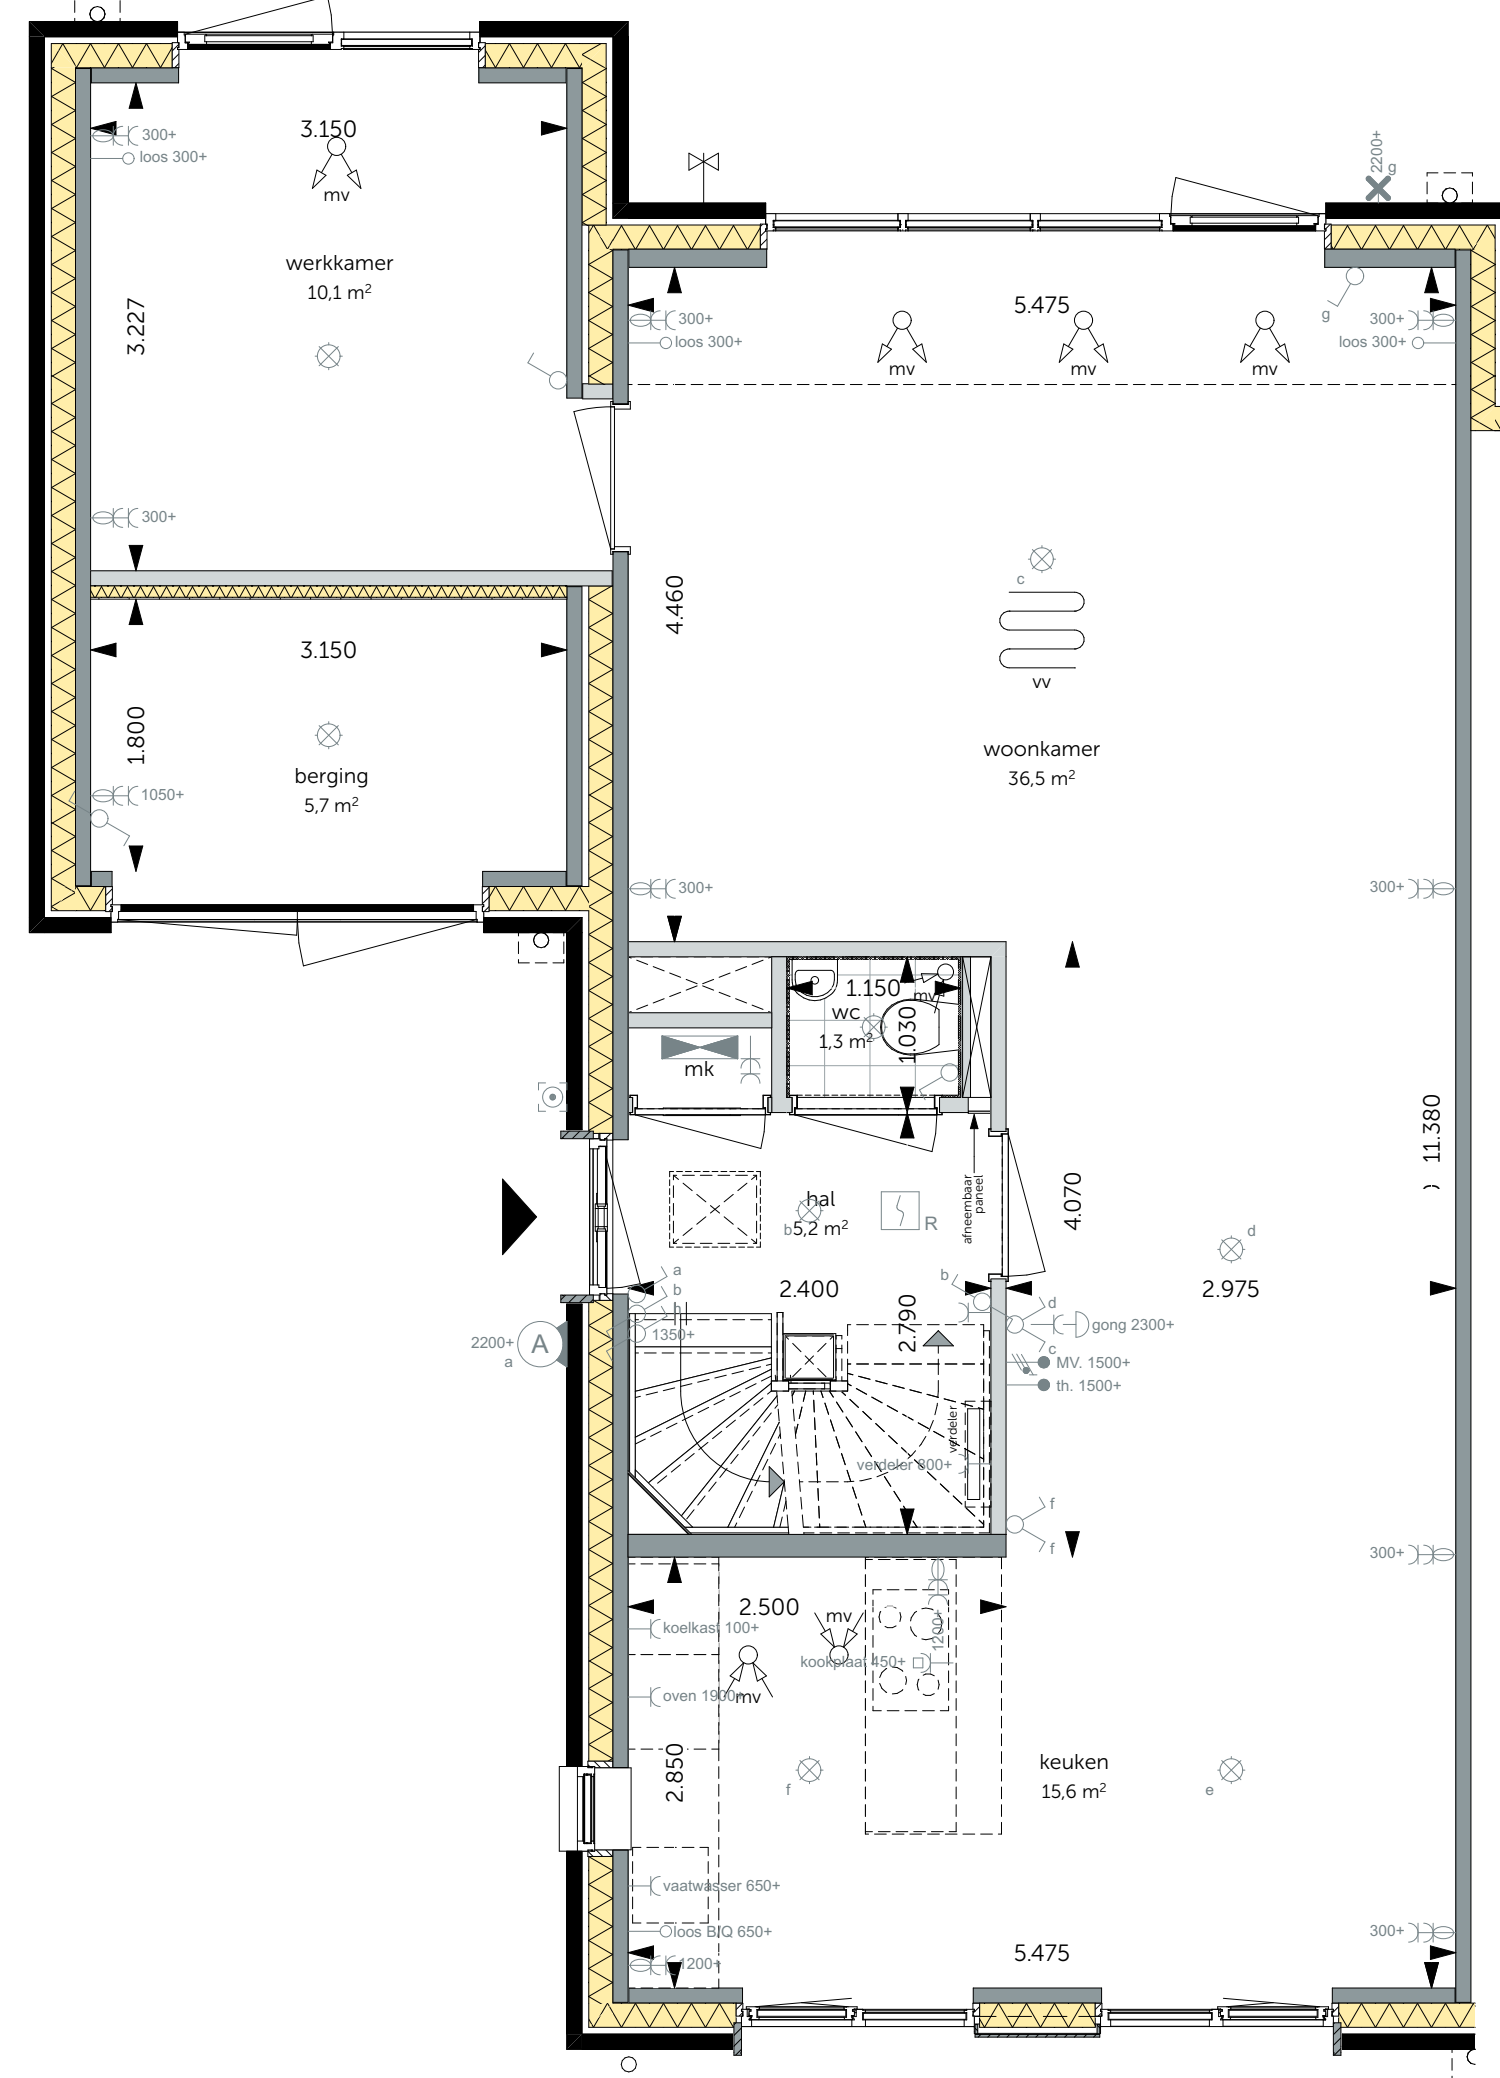 3.150
300+
loos 300+
mv
werkkamer
10,1 m²
3.227
300+
2200+
g
5.475
300+
loos 300+
g
300+
loos 300+
mv
mv
mv
3.150
1.800
berging
5,7 m²
1050+
4.460
c
vv
woonkamer
36,5 m²
300+
300+
1.150
mv
wc
1,3 m²
1.030
mk
afneembaar
paneel
hal
5,2 m²
b
R
4.070
11.380
d
a
b
h
1350+
2.400
2.790
b
2.975
d
gong 2300+
c
MV. 1500+
th. 1500+
2200+
a
A
verdeler
verdeler 800+
f
f
300+
2.500
mv
koelkast 100+
1200+
kookplaat 450+
oven 1900+
mv
2.850
f
keuken
15,6 m²
e
vaatwasser 650+
loos B/Q 650+
1200+
5.475
300+